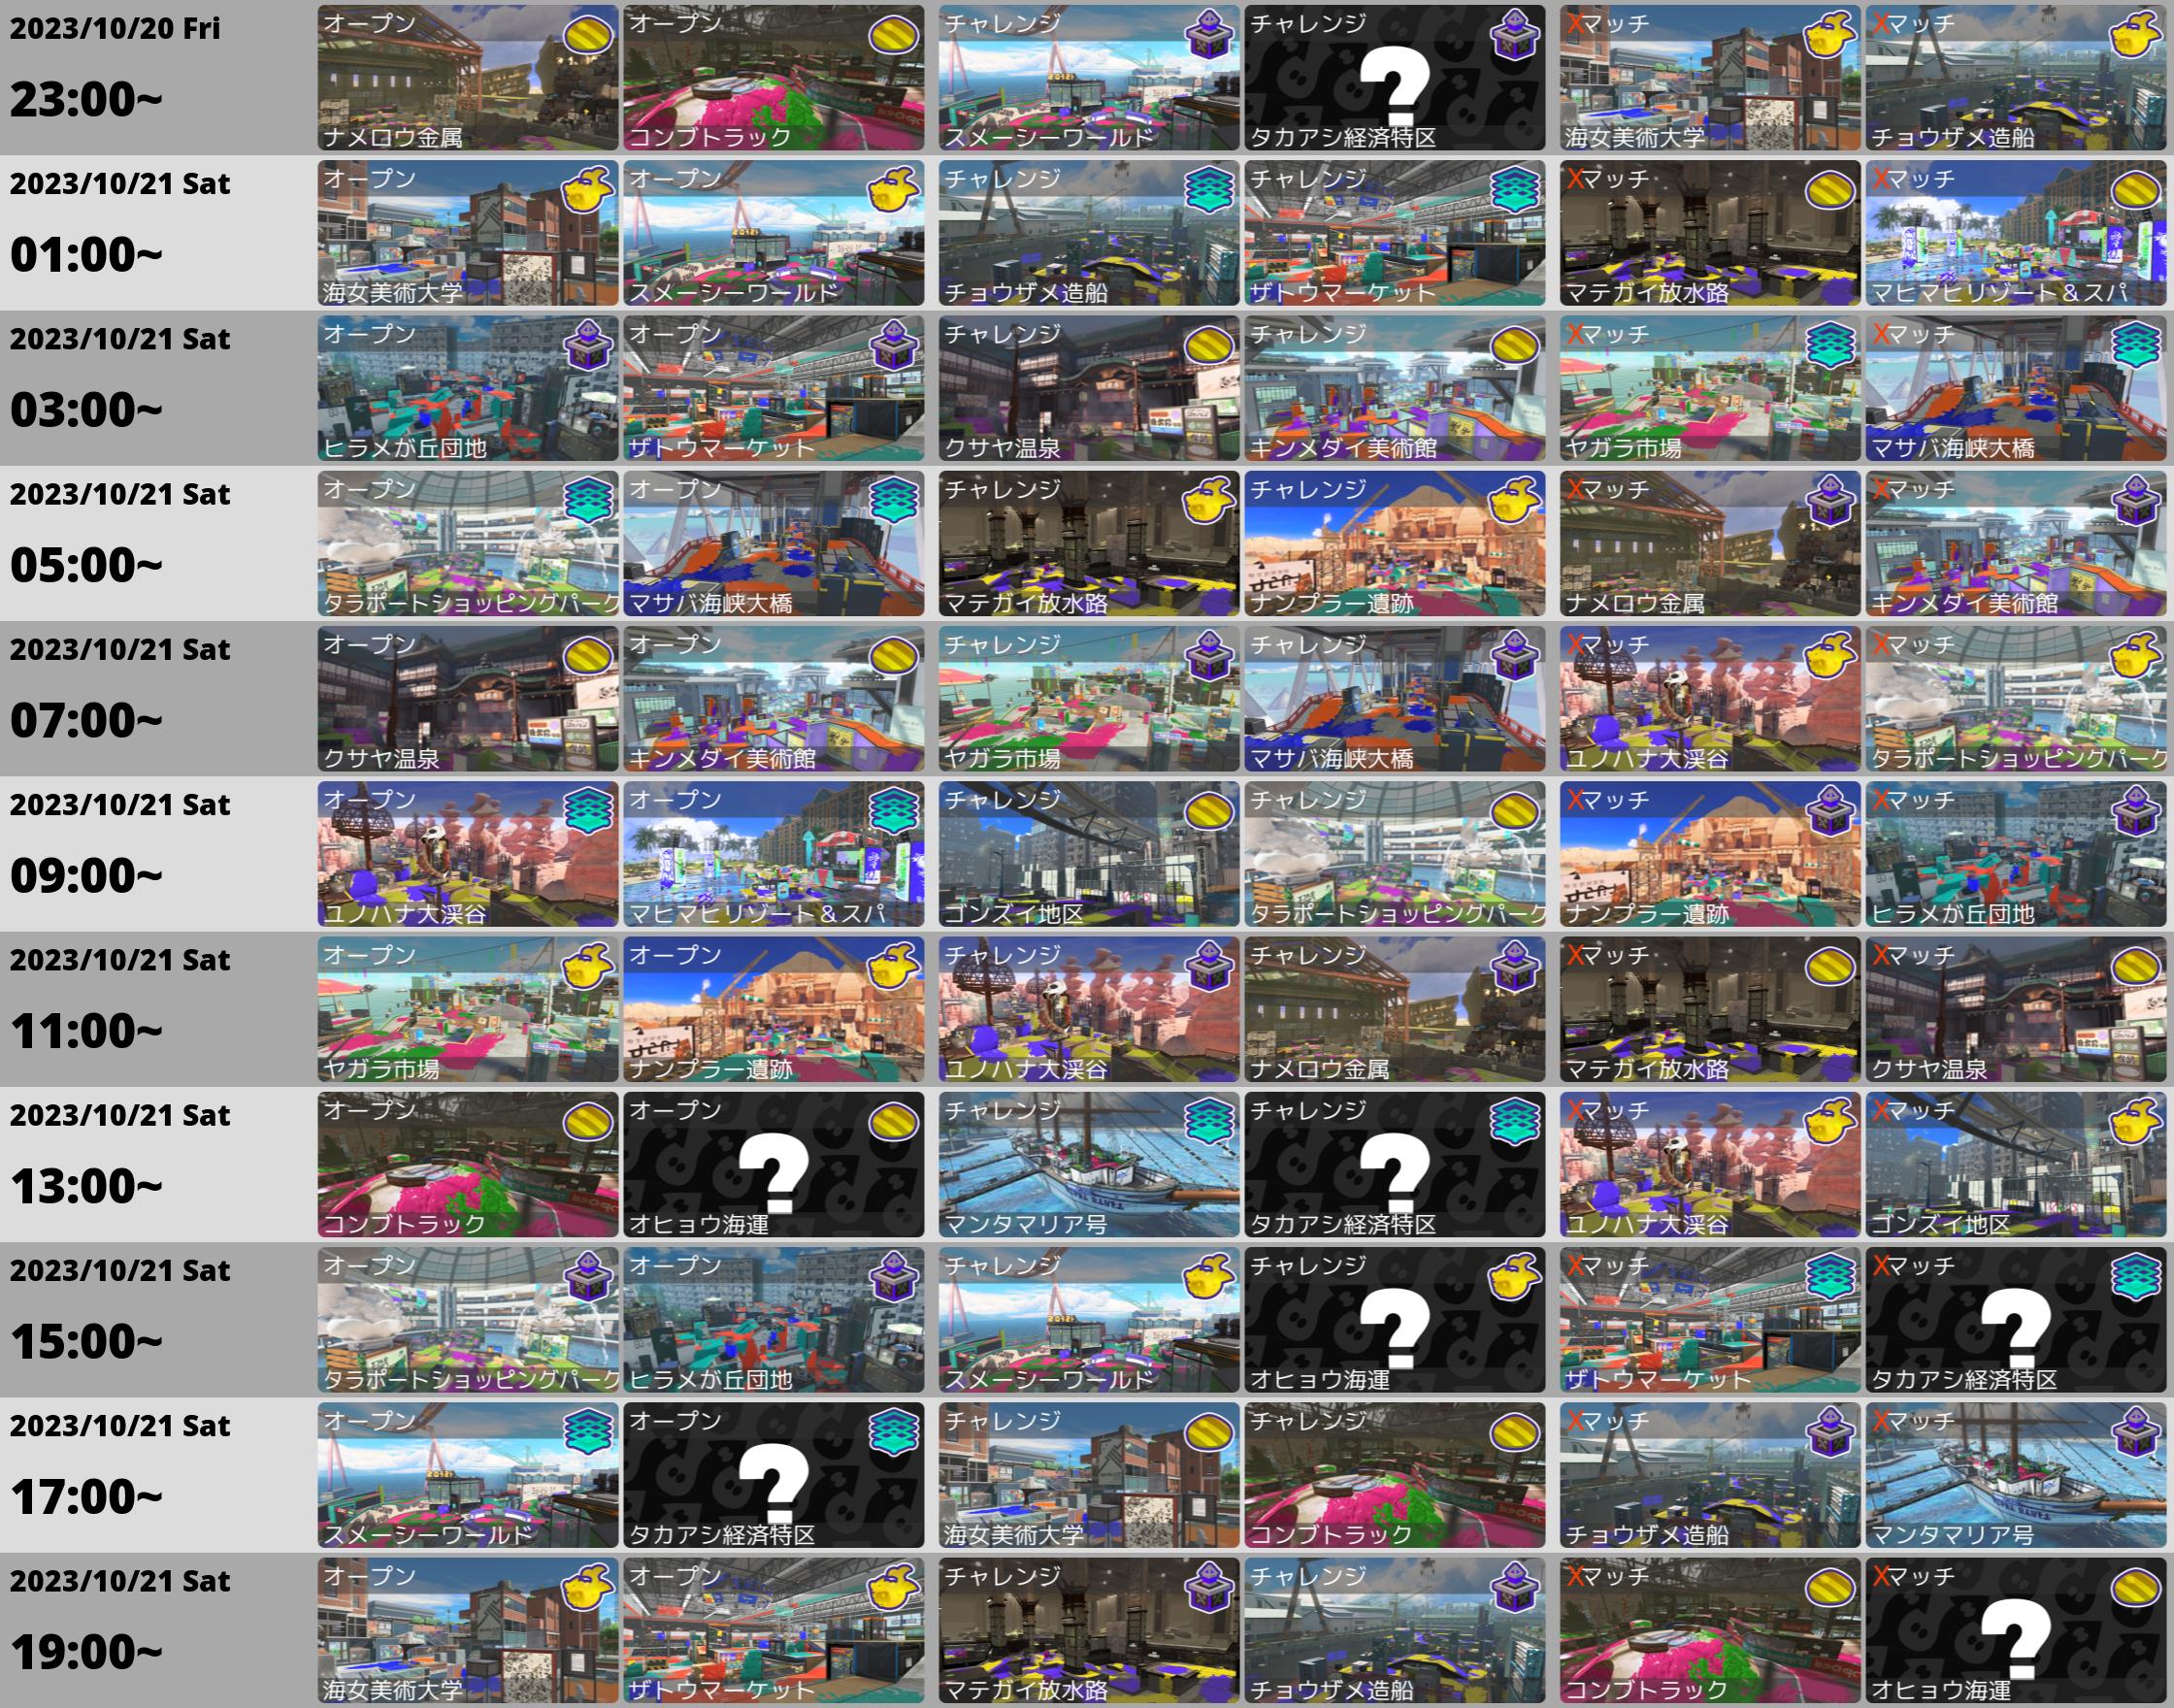 2023/10/20 Fri
23:00~
オープン
ナメロウ金属
オープン
コンブトラック
チャレンジ
スメーシーワールド
チャレンジ
タカアシ経済特区
Xマッチ
海女美術大学
Xマッチ
チョウザメ造船
2023/10/21 Sat
01:00~
オープン
海女美術大学
オープン
スメーシーワールド
チャレンジ
チョウザメ造船
チャレンジ
ザトウマーケット
Xマッチ
マテガイ放水路
Xマッチ
マヒマヒリゾート＆スパ
2023/10/21 Sat
03:00~
オープン
ヒラメが丘団地
オープン
ザトウマーケット
チャレンジ
クサヤ温泉
チャレンジ
キンメダイ美術館
Xマッチ
ヤガラ市場
Xマッチ
マサバ海峡大橋
2023/10/21 Sat
05:00~
オープン
タラポートショッピングパーク
オープン
マサバ海峡大橋
チャレンジ
マテガイ放水路
チャレンジ
ナンプラー遺跡
Xマッチ
ナメロウ金属
Xマッチ
キンメダイ美術館
2023/10/21 Sat
07:00~
オープン
クサヤ温泉
オープン
キンメダイ美術館
チャレンジ
ヤガラ市場
チャレンジ
マサバ海峡大橋
Xマッチ
ユノハナ大渓谷
Xマッチ
タラポートショッピングパーク
2023/10/21 Sat
09:00~
オープン
ユノハナ大渓谷
オープン
マヒマヒリゾート＆スパ
チャレンジ
ゴンズイ地区
チャレンジ
タラポートショッピングパーク
Xマッチ
ナンプラー遺跡
Xマッチ
ヒラメが丘団地
2023/10/21 Sat
11:00~
オープン
ヤガラ市場
オープン
ナンプラー遺跡
チャレンジ
ユノハナ大渓谷
チャレンジ
ナメロウ金属
Xマッチ
マテガイ放水路
Xマッチ
クサヤ温泉
2023/10/21 Sat
13:00~
オープン
コンブトラック
オープン
?
オヒョウ海運
チャレンジ
マンタマリア号
チャレンジ
?
タカアシ経済特区
Xマッチ
ユノハナ大渓谷
Xマッチ
ゴンズイ地区
2023/10/21 Sat
15:00~
オープン
タラポートショッピングパーク
オープン
ヒラメが丘団地
チャレンジ
スメーシーワールド
チャレンジ
?
オヒョウ海運
Xマッチ
ザトウマーケット
Xマッチ
?
タカアシ経済特区
2023/10/21 Sat
17:00~
オープン
スメーシーワールド
オープン
?
タカアシ経済特区
チャレンジ
海女美術大学
チャレンジ
コンブトラック
Xマッチ
チョウザメ造船
Xマッチ
マンタマリア号
2023/10/21 Sat
19:00~
オープン
海女美術大学
オープン
ザトウマーケット
チャレンジ
マテガイ放水路
チャレンジ
チョウザメ造船
Xマッチ
コンブトラック
Xマッチ
?
オヒョウ海運